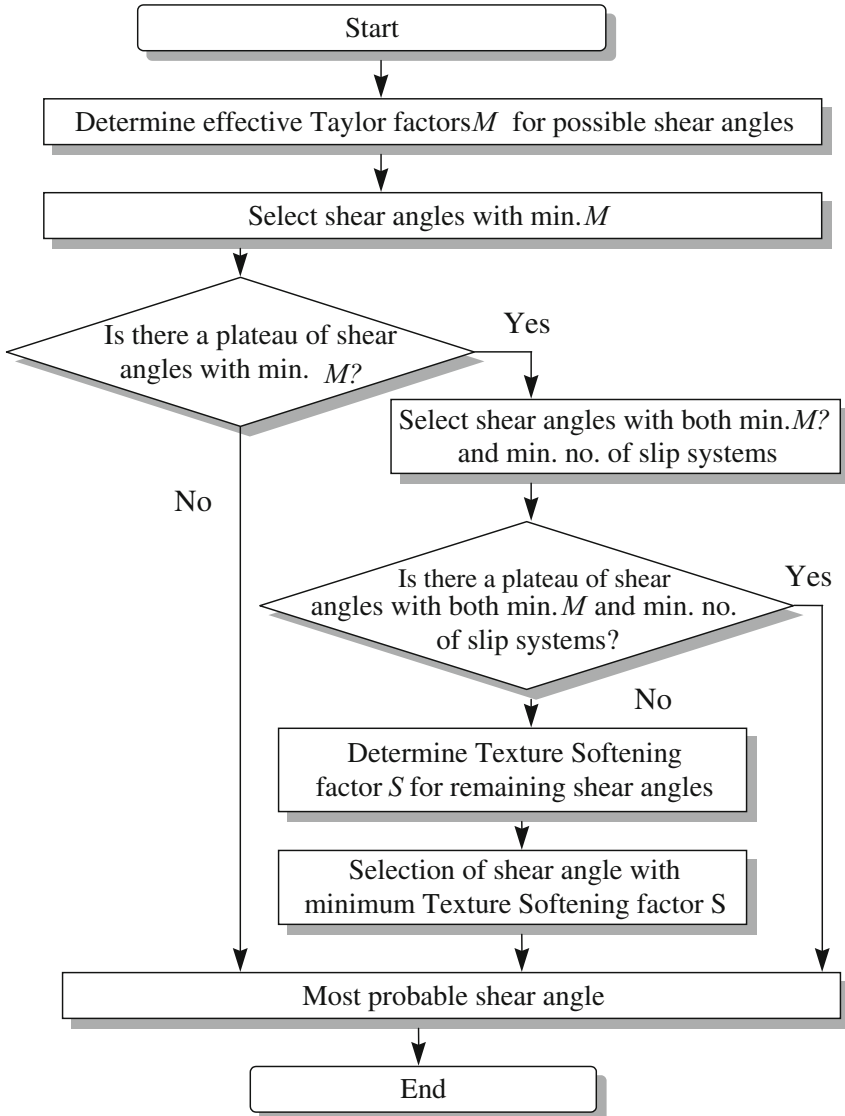 Start
Determine effective Taylor factors M for possible shear angles
Select shear angles with min. M
Is there a plateau of shear
angles with min. M?
Yes
No
Select shear angles with both min. M?
and min. no. of slip systems
Is there a plateau of shear
angles with both min. M and min. no.
of slip systems?
Yes
No
Determine Texture Softening
factor S for remaining shear angles
Selection of shear angle with
minimum Texture Softening factor S
Most probable shear angle
End